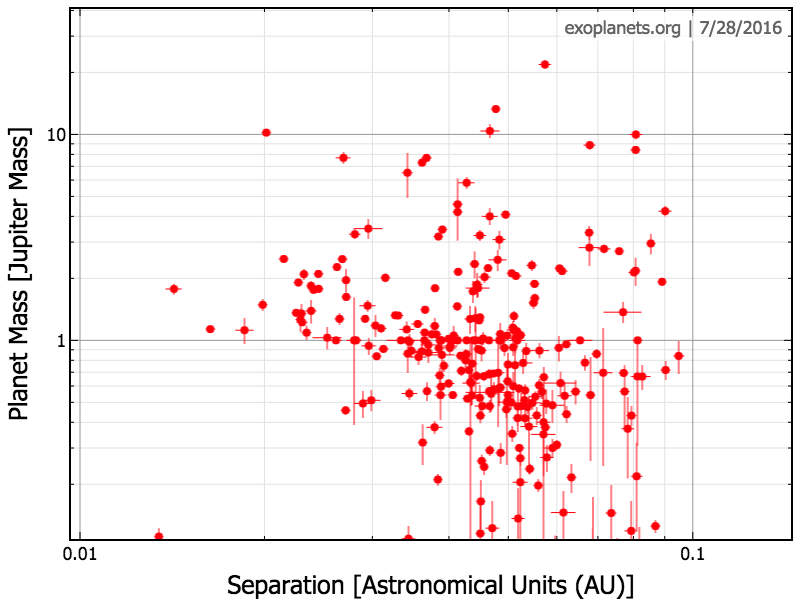 exoplanets.org | 7/28/2016
Planet Mass [Jupiter Mass]
10
1
0.01
0.1
Separation [Astronomical Units (AU)]